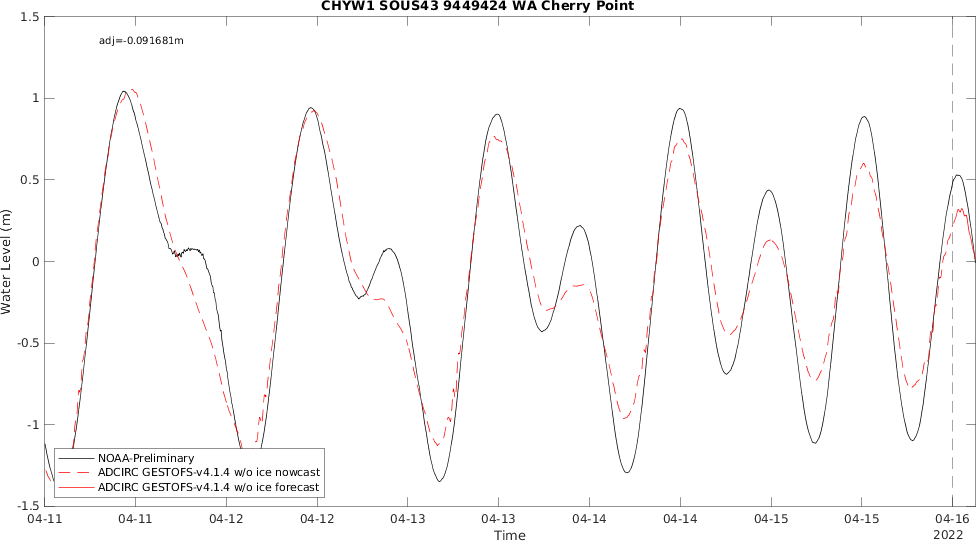 CHYW1 SOUS43 9449424 WA Cherry Point
adj=-0.091681m
1.5
1
0.5
0
-0.5
-1
-1.5
Water Level (m)
NOAA-Preliminary
ADCIRC GESTOFS-v4.1.4 w/o ice nowcast
ADCIRC GESTOFS-v4.1.4 w/o ice forecast
04-11 04-11 04-12 04-12 04-13 04-13 04-14 04-14 04-15 04-15 04-16
Time
2022